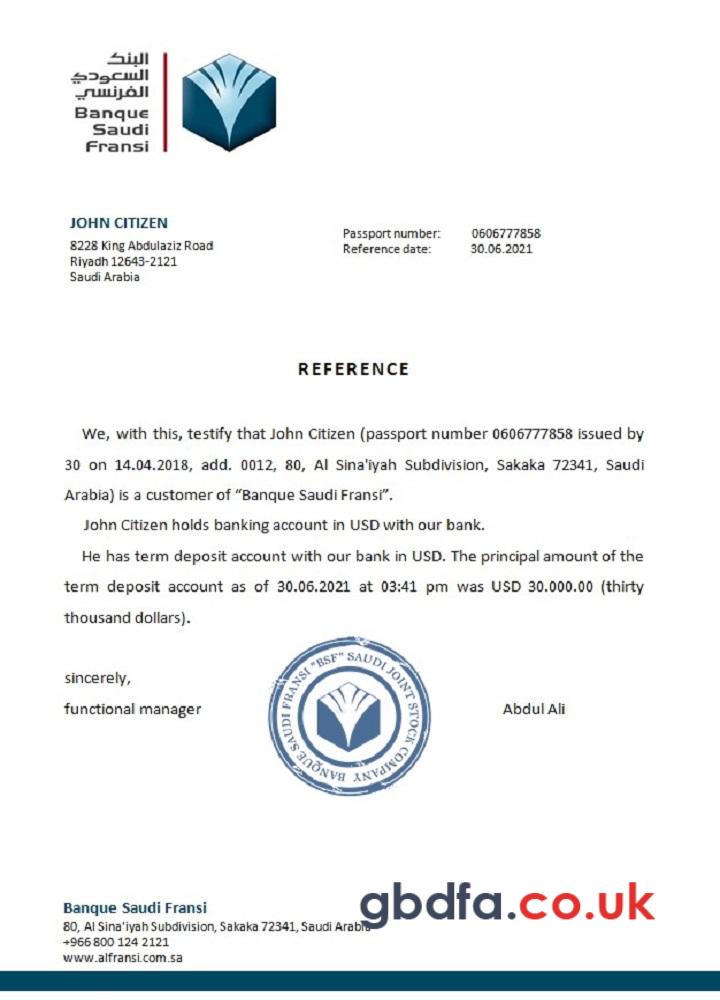 البنك
السعودي
الفرنسي
Banque
Saudi
Fransi
JOHN CITIZEN
8228 King Abdulaziz Road
Riyadh 12643-2121
Saudi Arabia
Passport number: 0606777858
Reference date: 30.06.2021
REFERENCE
We, with this, testify that John Citizen (passport number 0606777858 issued by
30 on 14.04.2018, add. 0012, 80, Al Sina'iyah Subdivision, Sakaka 72341, Saudi
Arabia) is a customer of “Banque Saudi Fransi”.
John Citizen holds banking account in USD with our bank.
He has term deposit account with our bank in USD. The principal amount of the
term deposit account as of 30.06.2021 at 03:41 pm was USD 30.000.00 (thirty
thousand dollars).
sincerely,
functional manager
BANQUE SAUDI FRANSI "BSF" SAUDI JOINT STOCK COMPANY
Abdul Ali
Banque Saudi Fransi
80, Al Sina'iyah Subdivision, Sakaka 72341, Saudi Arabia
+966 800 124 2121
www.alfransi.com.sa
gbdfa.co.uk